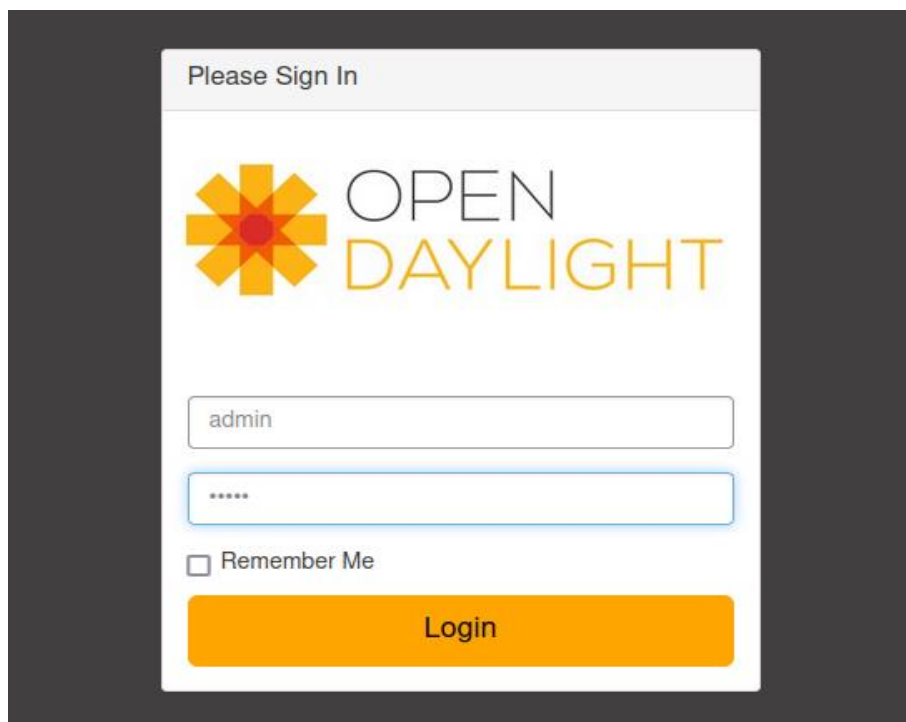 Please Sign In
OPEN
DAYLIGHT
admin
•••••
Remember Me
Login